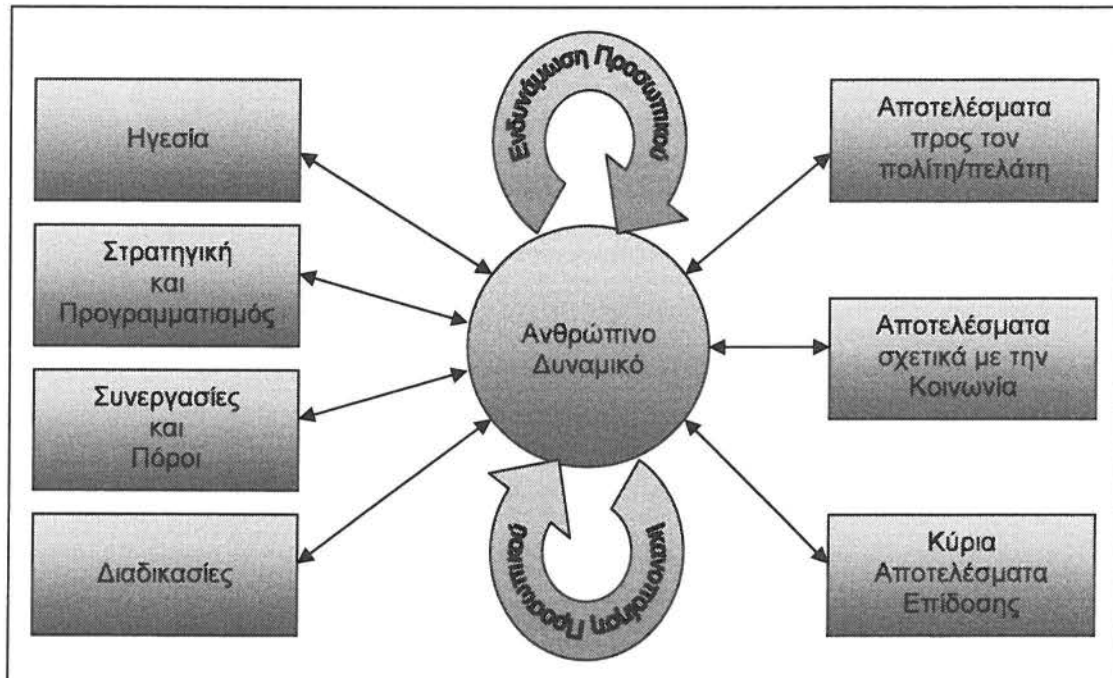 Ηγεσία
Στρατηγική
και
Προγραμματισμός
Συνεργασίες
και
Πόροι
Διαδικασίες
Ενδυνάμωση Προσωπικού
Ανθρώπινο
Δυναμικό
Ικανοποίηση Προσωπικού
Αποτελέσματα
προς τον
πολίτη/πελάτη
Αποτελέσματα
σχετικά με την
Κοινωνία
Κύρια
Αποτελέσματα
Επίδοσης